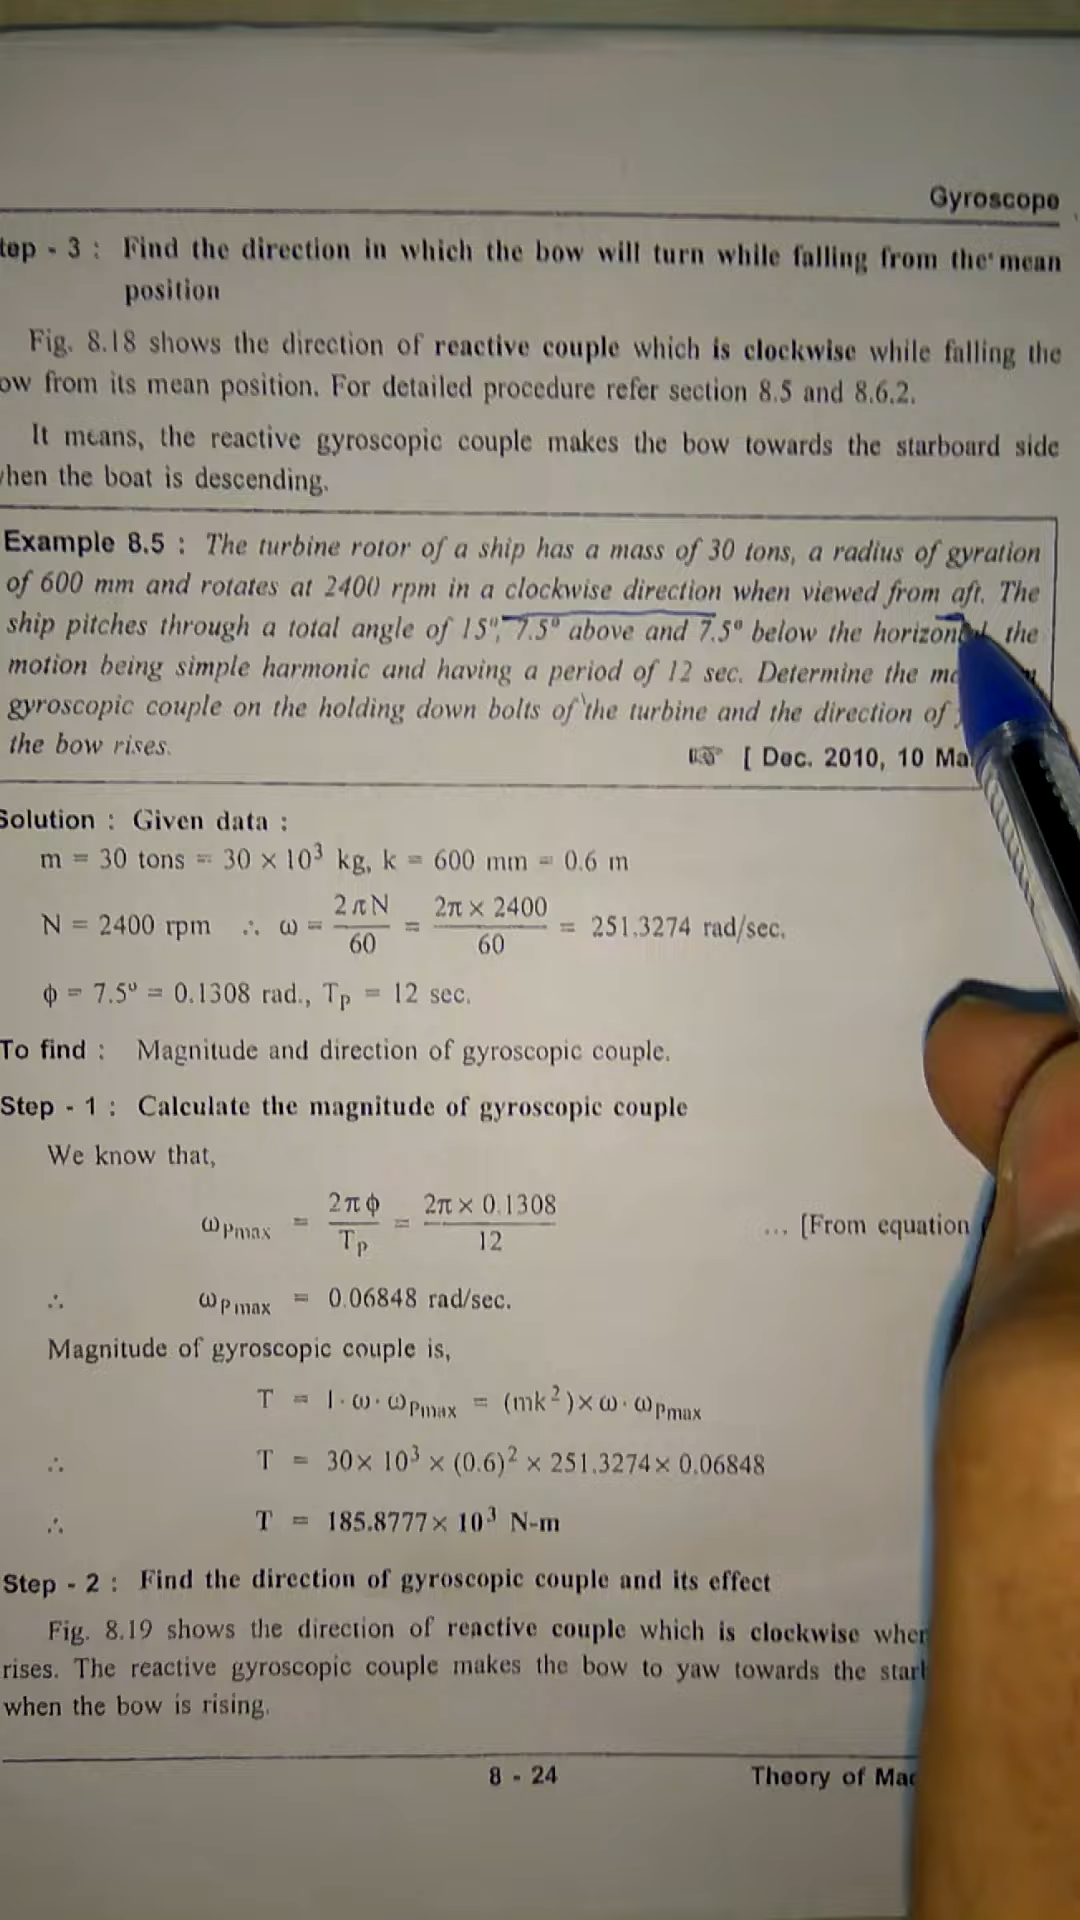 Gyroscope
tep - 3 : Find the direction in which the bow will turn while falling from the mean
position
Fig. 8.18 shows the direction of reactive couple which is clockwise while falling the
ow from its mean position. For detailed procedure refer section 8.5 and 8.6.2.
It means, the reactive gyroscopic couple makes the bow towards the starboard side
hen the boat is descending.
Example 8.5 : The turbine rotor of a ship has a mass of 30 tons, a radius of gyration
of 600 mm and rotates at 2400 rpm in a clockwise direction when viewed from aft. The
ship pitches through a total angle of 15º, 7.5º above and 7.5º below the horizontal, the
motion being simple harmonic and having a period of 12 sec. Determine the
gyroscopic couple on the holding down bolts of the turbine and the direction of
the bow rises.
[ Dec. 2010, 10 Ma
Solution : Given data :
m = 30 tons = 30 × 10³ kg, k = 600 mm = 0.6 m
N = 2400 rpm ∴ ω = 2πN/60 = 2π × 2400/60 = 251.3274 rad/sec.
ϕ = 7.5º = 0.1308 rad., Tp = 12 sec.
To find : Magnitude and direction of gyroscopic couple.
Step - 1 : Calculate the magnitude of gyroscopic couple
We know that,
ωPmax = 2πϕ/Tp = 2π × 0.1308/12 ... [From equation
∴ ωPmax = 0.06848 rad/sec.
Magnitude of gyroscopic couple is,
T = I·ω·ωPmax = (mk²)×ω·ωPmax
∴ T = 30× 10³ × (0.6)² × 251.3274× 0.06848
∴ T = 185.8777× 10³ N-m
Step - 2 : Find the direction of gyroscopic couple and its effect
Fig. 8.19 shows the direction of reactive couple which is clockwise wher
rises. The reactive gyroscopic couple makes the bow to yaw towards the star
when the bow is rising.
8 - 24 Theory of Mac